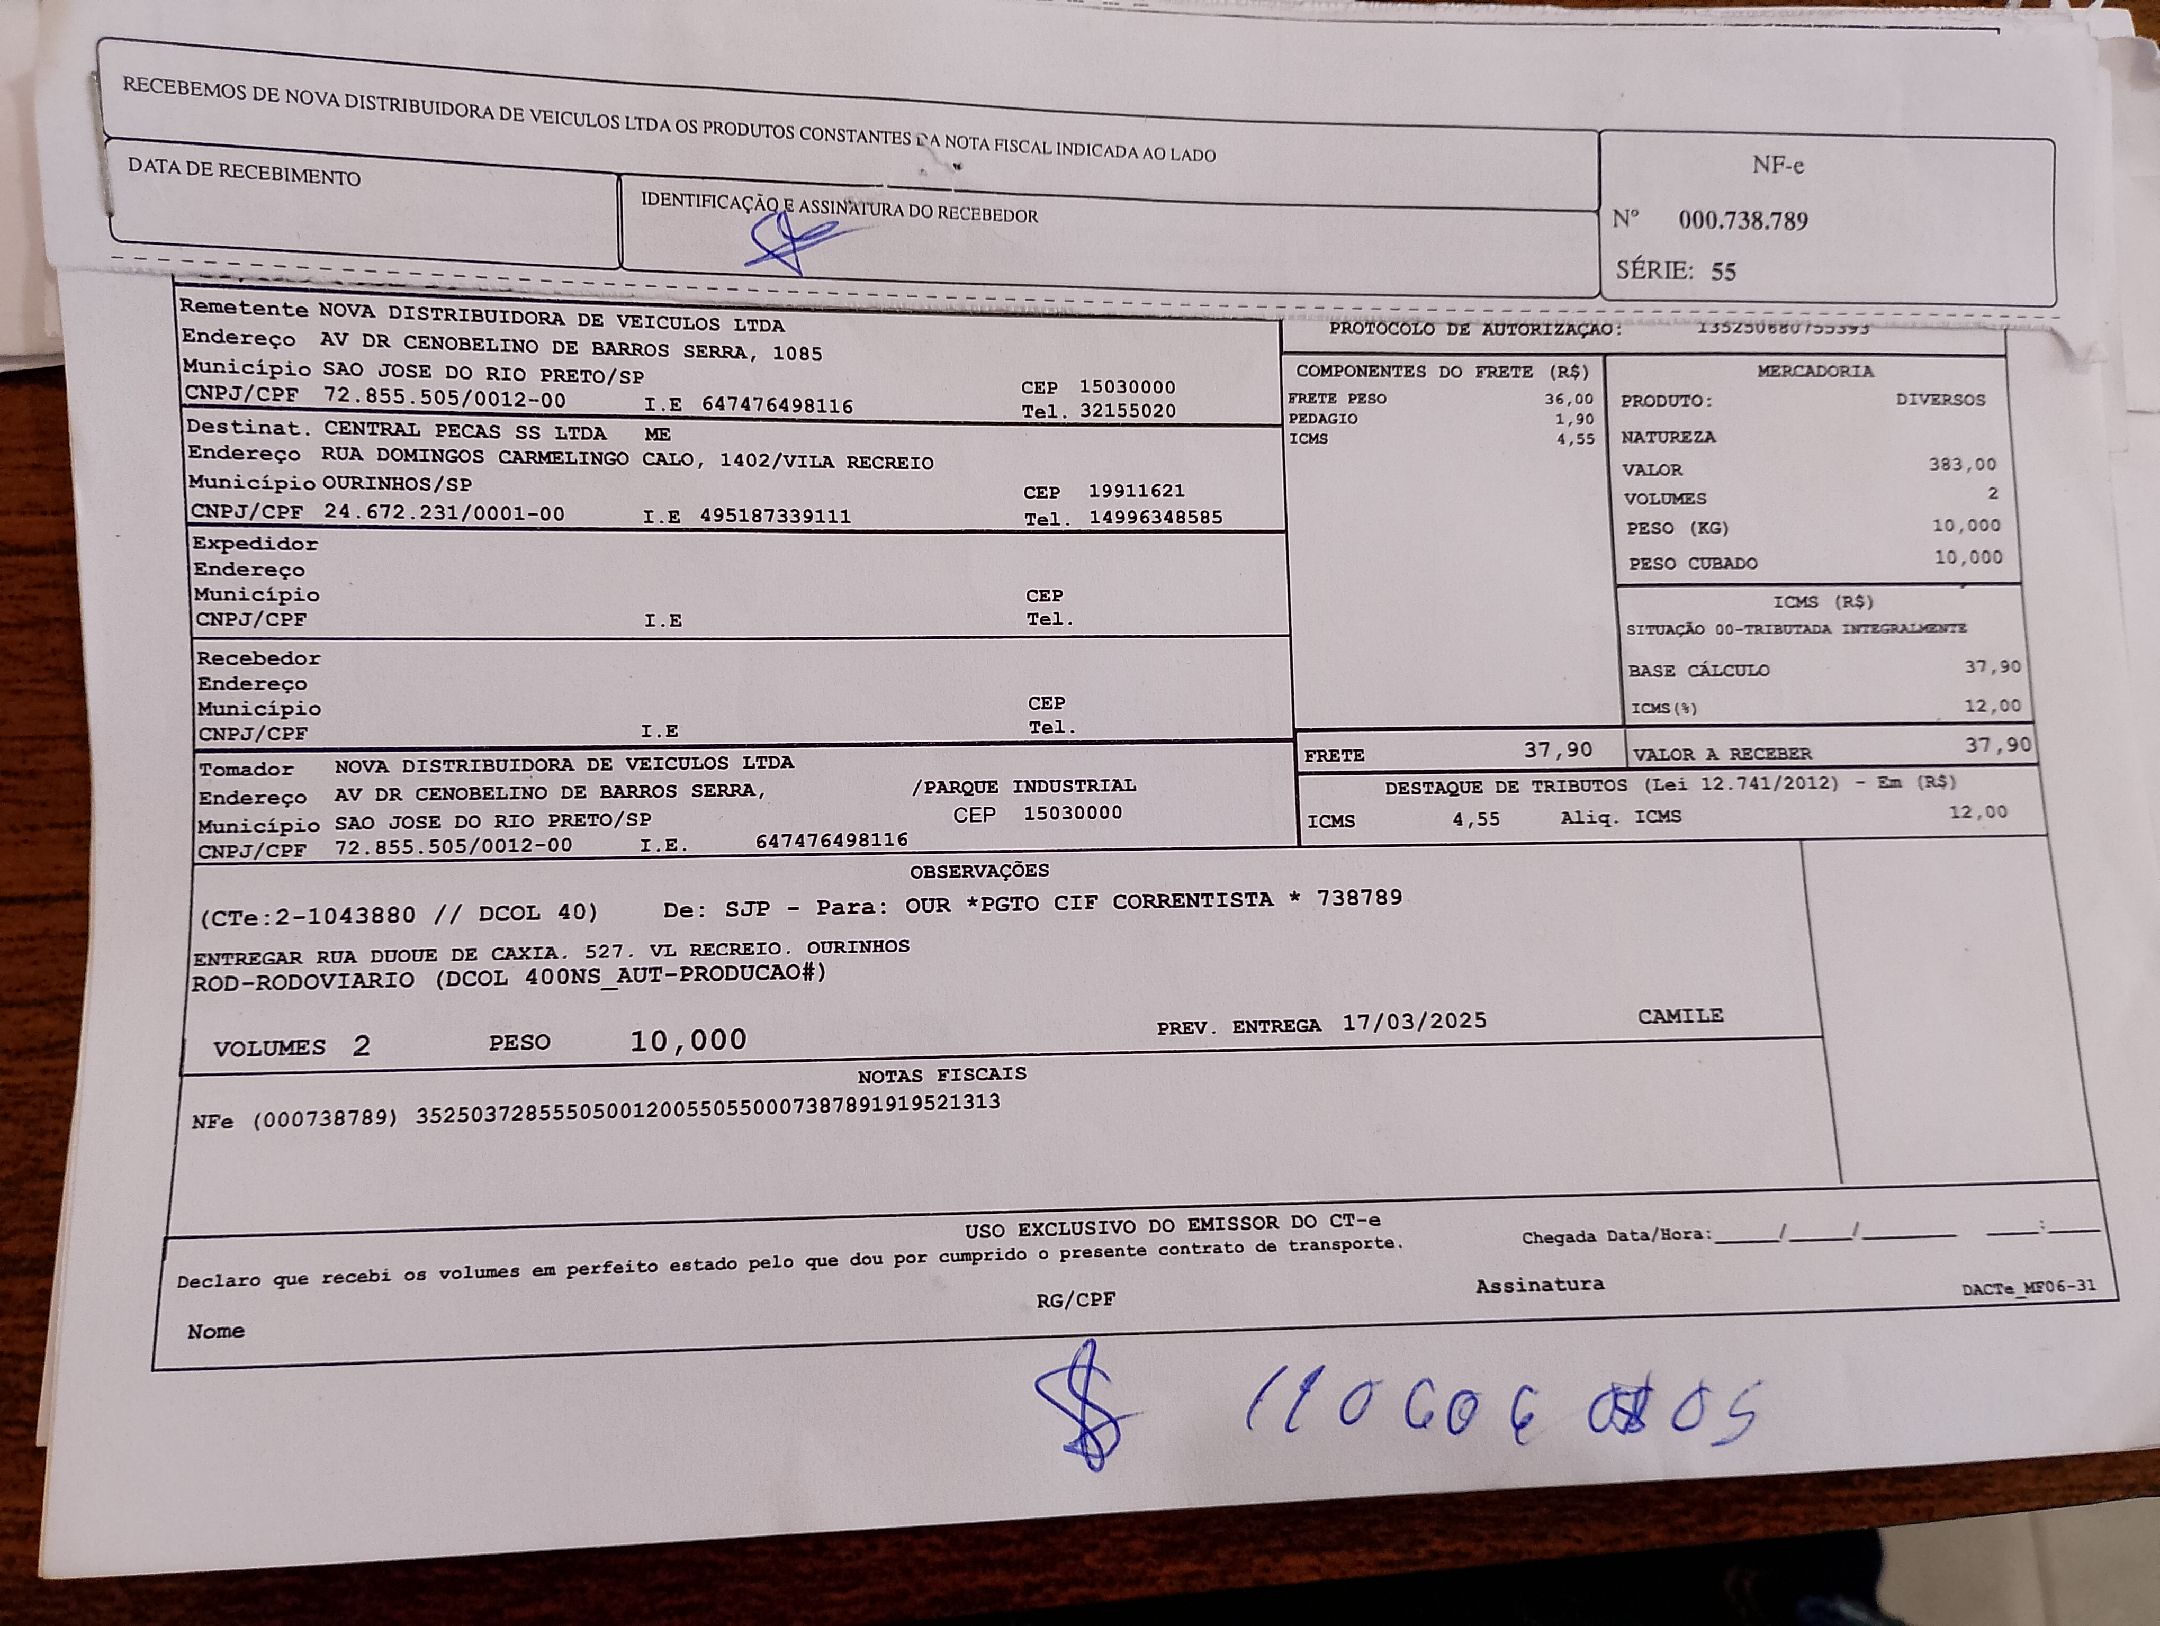 RECEBEMOS DE NOVA DISTRIBUIDORA DE VEICULOS LTDA OS PRODUTOS CONSTANTES DA NOTA FISCAL INDICADA AO LADO
DATA DE RECEBIMENTO
IDENTIFICAÇÃO E ASSINATURA DO RECEBEDOR
NF-e
Nº 000.738.789
SÉRIE: 55
Remetente NOVA DISTRIBUIDORA DE VEICULOS LTDA
Endereço AV DR CENOBELINO DE BARROS SERRA, 1085
Município SAO JOSE DO RIO PRETO/SP CEP 15030000
CNPJ/CPF 72.855.505/0012-00 I.E 647476498116 Tel. 32155020
Destinat. CENTRAL PECAS SS LTDA ME
Endereço RUA DOMINGOS CARMELINGO CALO, 1402/VILA RECREIO
Município OURINHOS/SP CEP 19911621
CNPJ/CPF 24.672.231/0001-00 I.E 495187339111 Tel. 14996348585
Expedidor
Endereço
Município CEP
CNPJ/CPF I.E Tel.
Recebedor
Endereço
Município CEP
CNPJ/CPF I.E Tel.
Tomador NOVA DISTRIBUIDORA DE VEICULOS LTDA
Endereço AV DR CENOBELINO DE BARROS SERRA, /PARQUE INDUSTRIAL
Município SAO JOSE DO RIO PRETO/SP CEP 15030000
CNPJ/CPF 72.855.505/0012-00 I.E. 647476498116
PROTOCOLO DE AUTORIZAÇÃO: 135250680755393
COMPONENTES DO FRETE (R$)
FRETE PESO 36,00
PEDAGIO 1,90
ICMS 4,55
MERCADORIA
PRODUTO: DIVERSOS
NATUREZA
VALOR 383,00
VOLUMES 2
PESO (KG) 10,000
PESO CUBADO 10,000
ICMS (R$)
SITUAÇÃO 00-TRIBUTADA INTEGRALMENTE
BASE CÁLCULO 37,90
ICMS(%) 12,00
FRETE 37,90 VALOR A RECEBER 37,90
DESTAQUE DE TRIBUTOS (Lei 12.741/2012) - Em (R$)
ICMS 4,55 Aliq. ICMS 12,00
OBSERVAÇÕES
(CTe:2-1043880 // DCOL 40) De: SJP - Para: OUR *PGTO CIF CORRENTISTA * 738789
ENTREGAR RUA DUQUE DE CAXIA. 527. VL RECREIO. OURINHOS
ROD-RODOVIARIO (DCOL 400NS_AUT-PRODUCAO#)
VOLUMES 2 PESO 10,000 PREV. ENTREGA 17/03/2025 CAMILE
NOTAS FISCAIS
NFe (000738789) 35250372855505001200550550007387891919521313
USO EXCLUSIVO DO EMISSOR DO CT-e
Declaro que recebi os volumes em perfeito estado pelo que dou por cumprido o presente contrato de transporte.
Chegada Data/Hora:_____/_____/_______ ____:____
Nome RG/CPF Assinatura DACTe_MF06-31